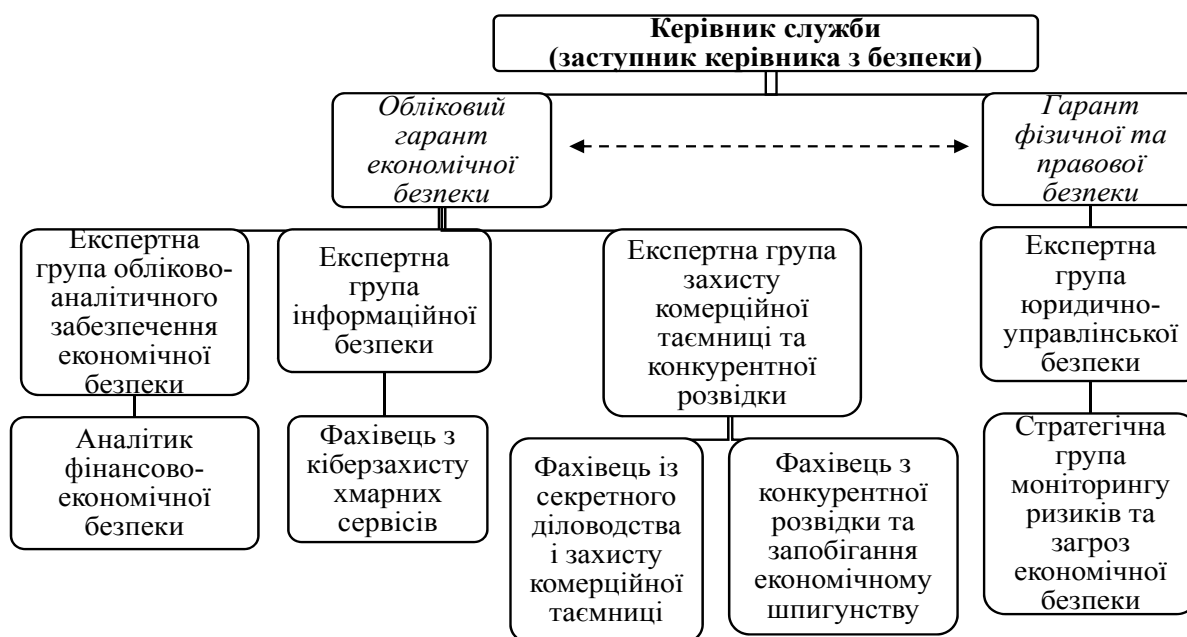 Керівник служби
(заступник керівника з безпеки)
Обліковий
гарант
економічної
безпеки
Гарант
фізичної та
правової
безпеки
Експертна
група обліково-
аналітичного
забезпечення
економічної
безпеки
Експертна
група
інформаційної
безпеки
Експертна група
захисту
комерційної
таємниці та
конкурентної
розвідки
Експертна
група
юридично-
управлінської
безпеки
Аналітик
фінансово-
економічної
безпеки
Фахівець з
кіберзахисту
хмарних
сервісів
Фахівець із
секретного
діловодства
і захисту
комерційної
таємниці
Фахівець з
конкурентної
розвідки та
запобігання
економічному
шпигунству
Стратегічна
група
моніторингу
ризиків та
загроз
економічної
безпеки